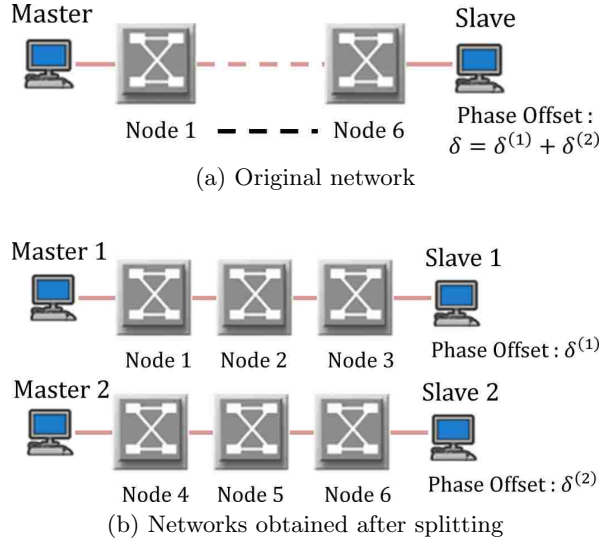 Master
Slave
Node 1
Node 6
Phase Offset :
δ = δ⁽¹⁾ + δ⁽²⁾
(a) Original network
Master 1
Slave 1
Node 1
Node 2
Node 3
Phase Offset : δ⁽¹⁾
Master 2
Slave 2
Node 4
Node 5
Node 6
Phase Offset : δ⁽²⁾
(b) Networks obtained after splitting